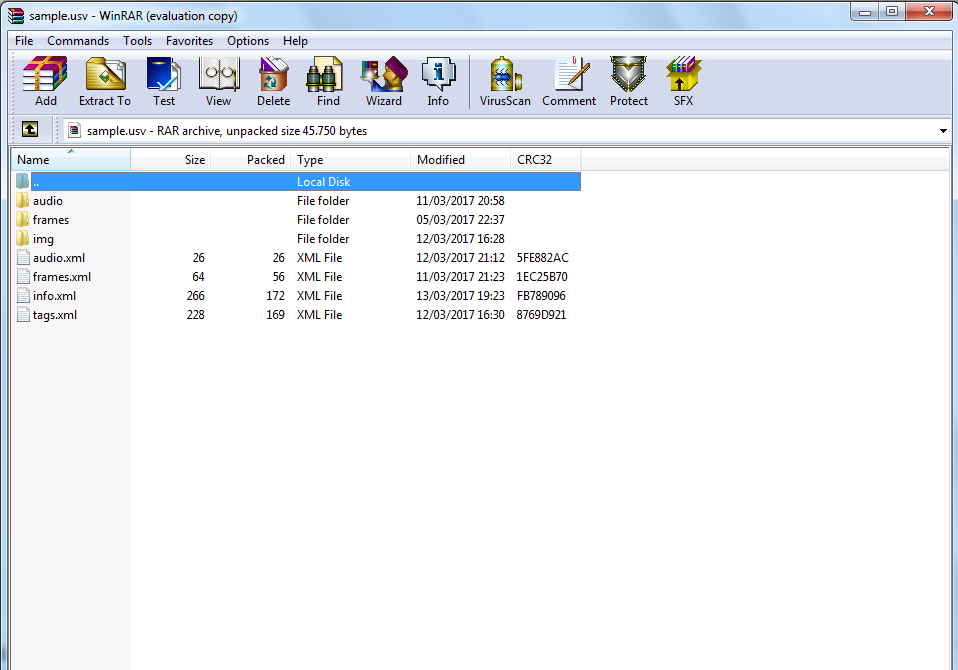 sample.usv - WinRAR (evaluation copy)
File Commands Tools Favorites Options Help
Add Extract To Test View Delete Find Wizard Info VirusScan Comment Protect SFX
sample.usv - RAR archive, unpacked size 45.750 bytes
Name Size Packed Type Modified CRC32
.. Local Disk
audio File folder 11/03/2017 20:58
frames File folder 05/03/2017 22:37
img File folder 12/03/2017 16:28
audio.xml 26 26 XML File 12/03/2017 21:12 5FE882AC
frames.xml 64 56 XML File 11/03/2017 21:23 1EC25B70
info.xml 266 172 XML File 13/03/2017 19:23 FB789096
tags.xml 228 169 XML File 12/03/2017 16:30 8769D921